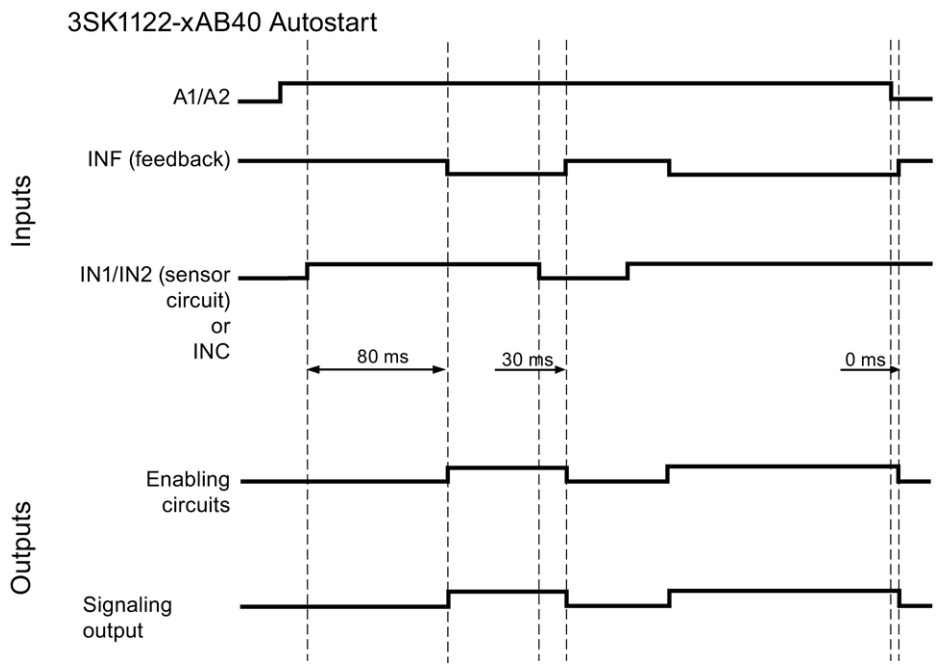 3SK1122-xAB40 Autostart
Inputs
A1/A2
INF (feedback)
IN1/IN2 (sensor
circuit)
or
INC
80 ms
30 ms
0 ms
Outputs
Enabling
circuits
Signaling
output